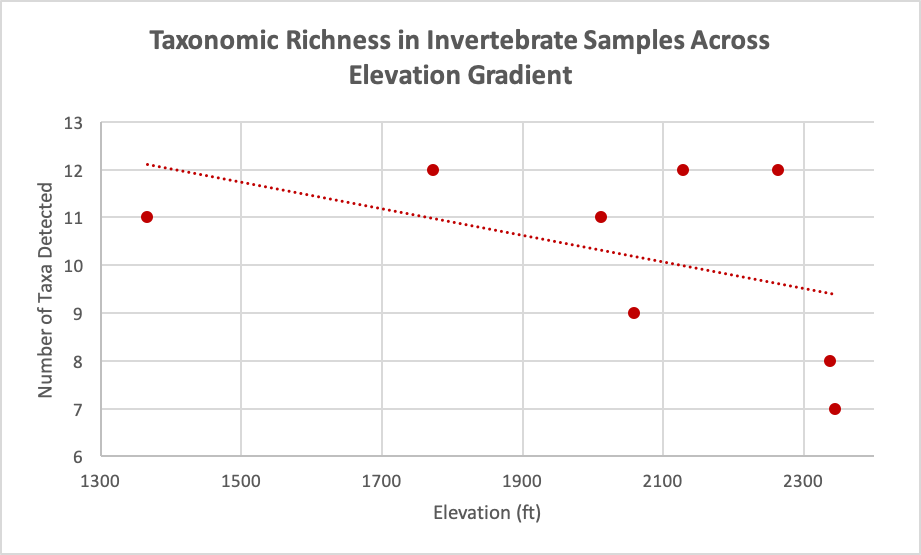 Taxonomic Richness in Invertebrate Samples Across
Elevation Gradient
Number of Taxa Detected
13
12
11
10
9
8
7
6
1300 1500 1700 1900 2100 2300
Elevation (ft)